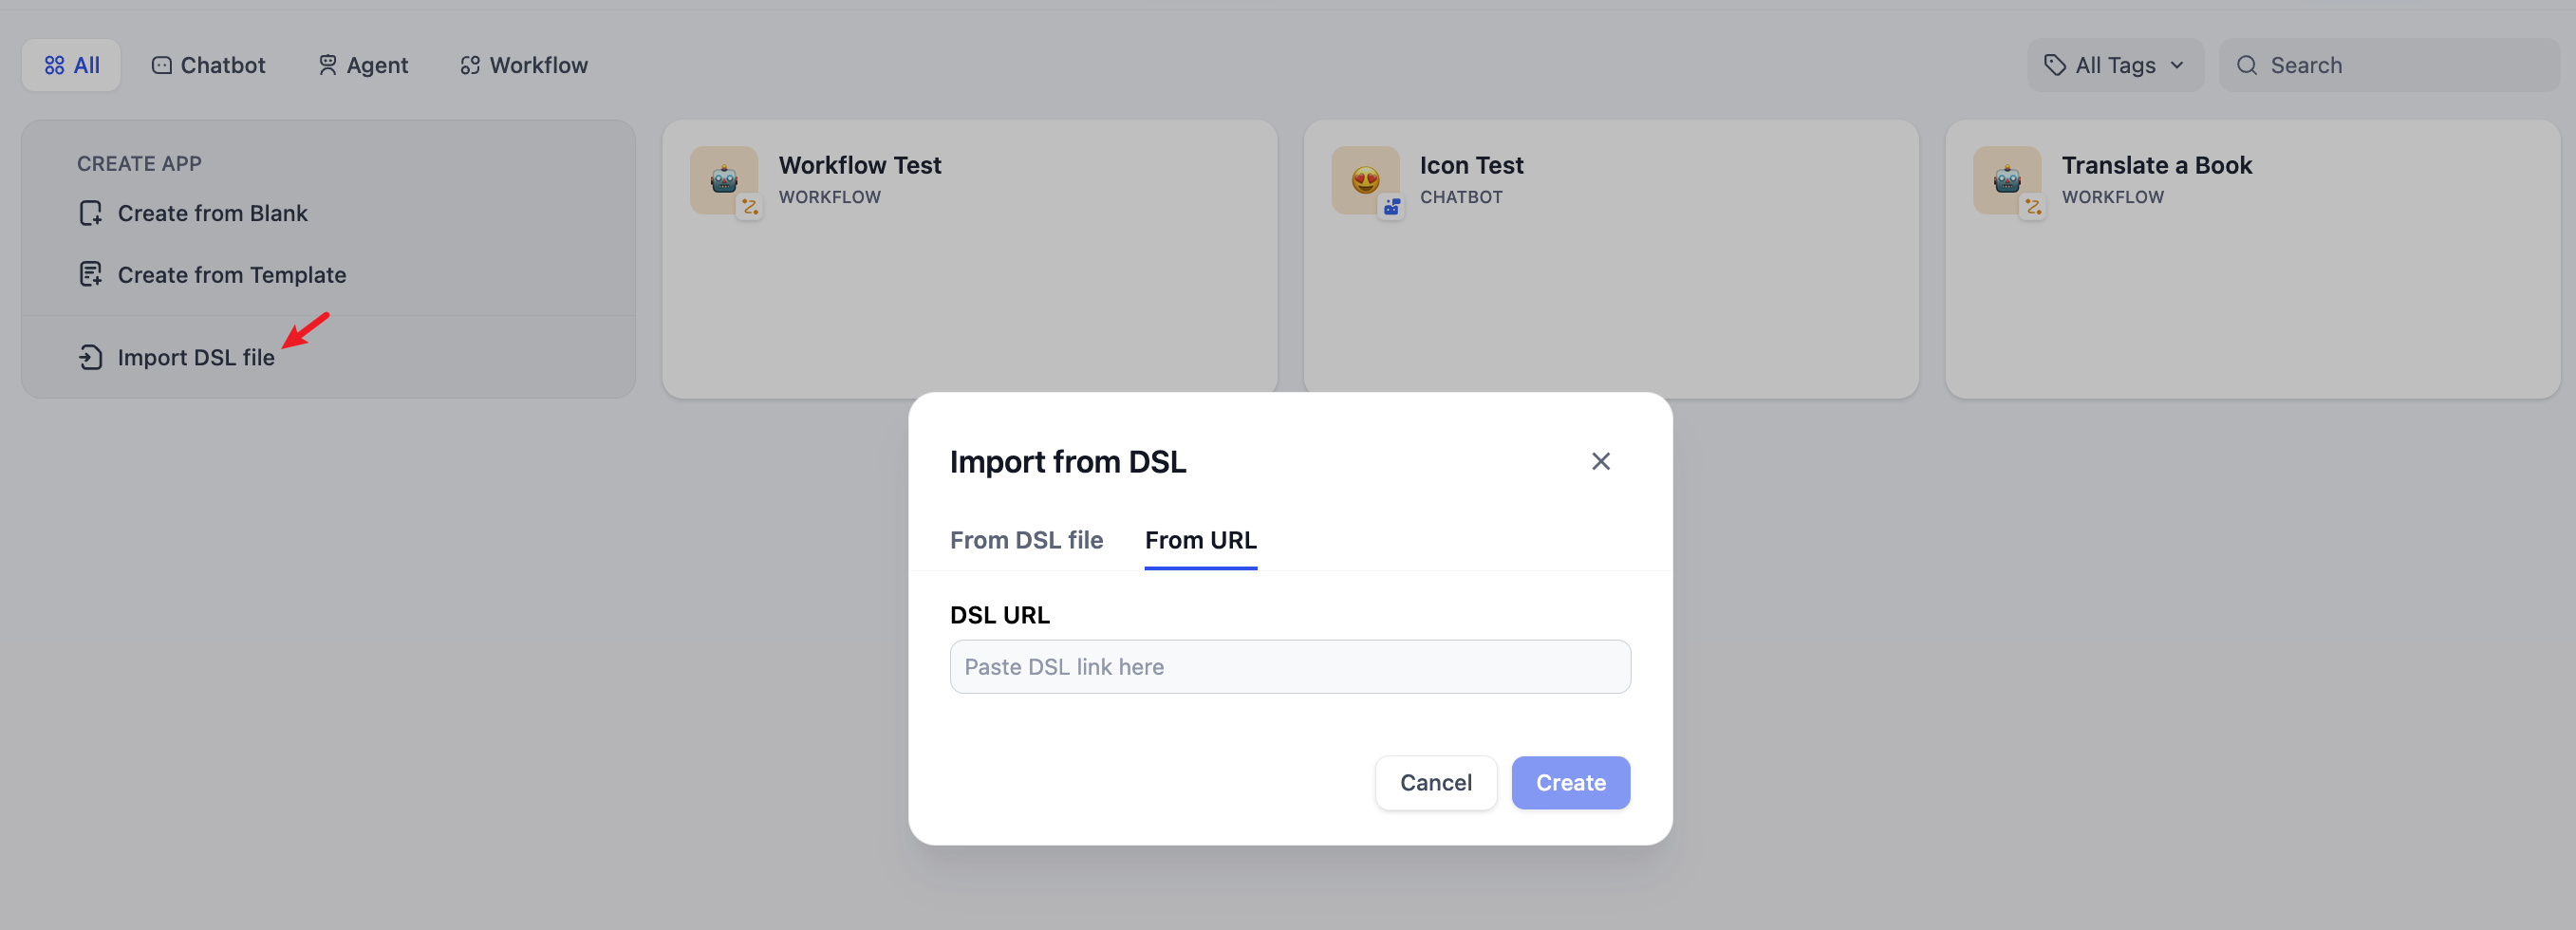 All
Chatbot
Agent
Workflow
All Tags
Search
CREATE APP
Create from Blank
Create from Template
Import DSL file
Workflow Test
WORKFLOW
Icon Test
CHATBOT
Translate a Book
WORKFLOW
Import from DSL
From DSL file
From URL
DSL URL
Paste DSL link here
Cancel
Create